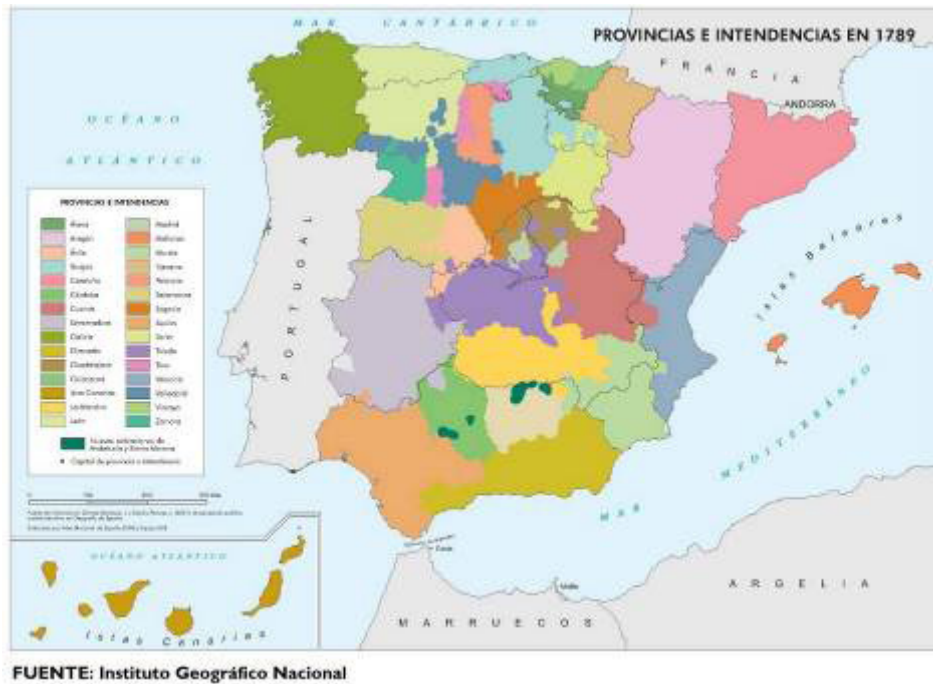 MAR CANTÁBRICO
PROVINCIAS E INTENDENCIAS EN 1789
FRANCIA
ANDORRA
OCÉANO
ATLÁNTICO
PORTUGAL
Islas Baleares
MAR MEDITERRÁNEO
PROVINCIAS E INTENDENCIAS
Álava
Aragón
Ávila
Burgos
Cataluña
Córdoba
Cuenca
Extremadura
Galicia
Granada
Guadalajara
Guipúzcoa
Islas Canarias
La Mancha
León
Madrid
Mallorca
Murcia
Navarra
Palencia
Salamanca
Segovia
Sevilla
Soria
Toledo
Toro
Valencia
Valladolid
Vizcaya
Zamora
Nuevas poblaciones de
Andalucía y Sierra Morena
Capital de provincia o intendencia
Ceuta
Melilla
MARRUECOS
ARGELIA
OCÉANO ATLÁNTICO
Islas Canarias
FUENTE: Instituto Geográfico Nacional